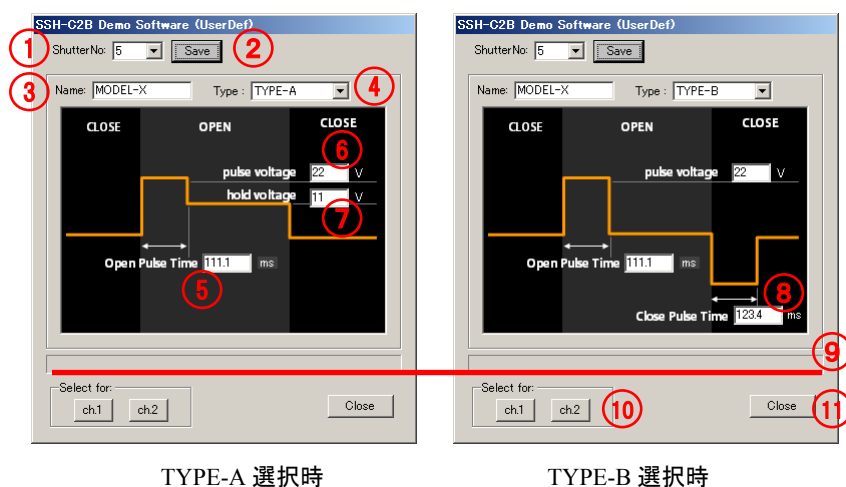 SSH-C2B Demo Software (UserDef)
① ShutterNo: 5 Save ②
③ Name: MODEL-X Type : TYPE-A ④
CLOSE OPEN CLOSE
⑥
pulse voltage 22 V
hold voltage 11 V
⑦
Open Pulse Time 111.1 ms
⑤
Select for:
ch.1 ch.2 Close
TYPE-A 選択時
SSH-C2B Demo Software (UserDef)
ShutterNo: 5 Save
Name: MODEL-X Type : TYPE-B
CLOSE OPEN CLOSE
pulse voltage 22 V
Open Pulse Time 111.1 ms
⑧
Close Pulse Time 123.4 ms
⑨
Select for:
ch.1 ch.2 ⑩ Close ⑪
TYPE-B 選択時